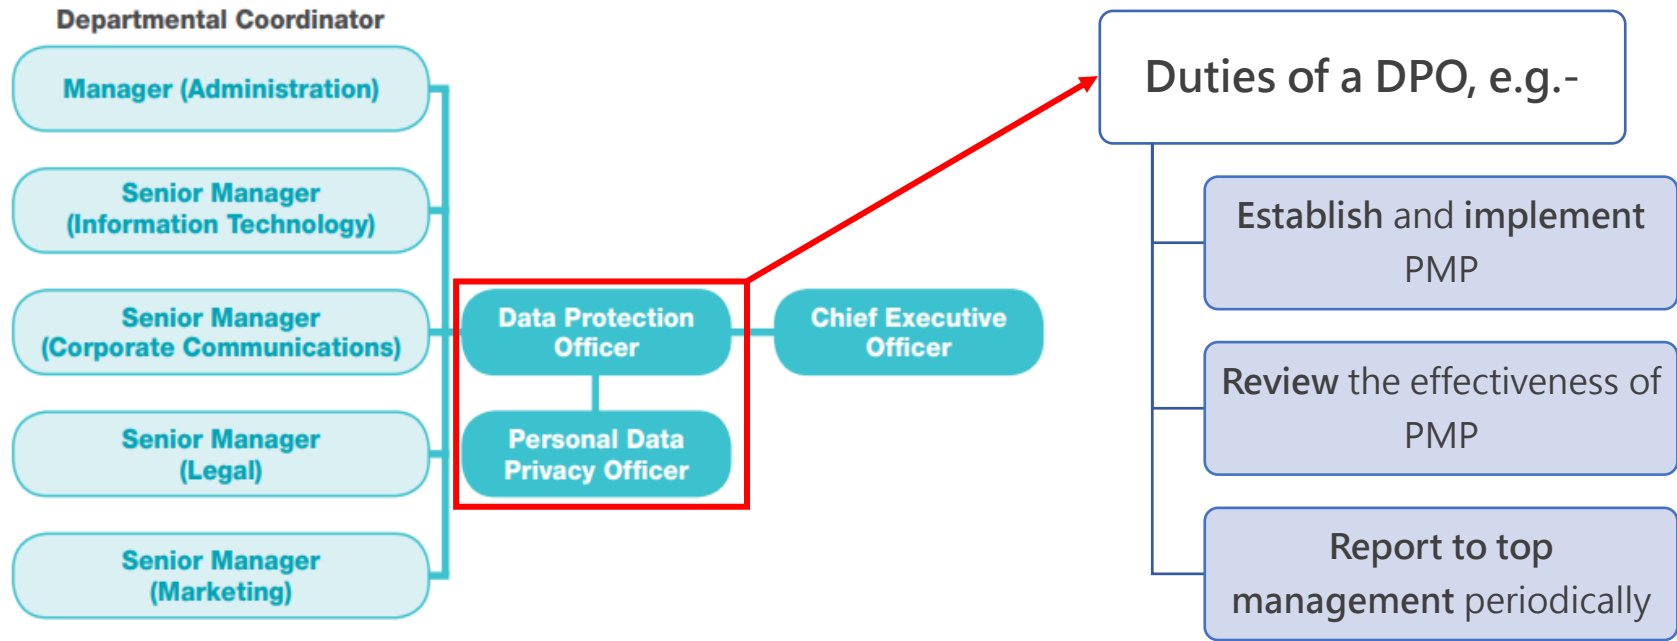 Departmental Coordinator
Manager (Administration)
Senior Manager
(Information Technology)
Senior Manager
(Corporate Communications)
Senior Manager
(Legal)
Senior Manager
(Marketing)
Data Protection
Officer
Personal Data
Privacy Officer
Chief Executive
Officer
Duties of a DPO, e.g.-
Establish and implement
PMP
Review the effectiveness of
PMP
Report to top
management periodically